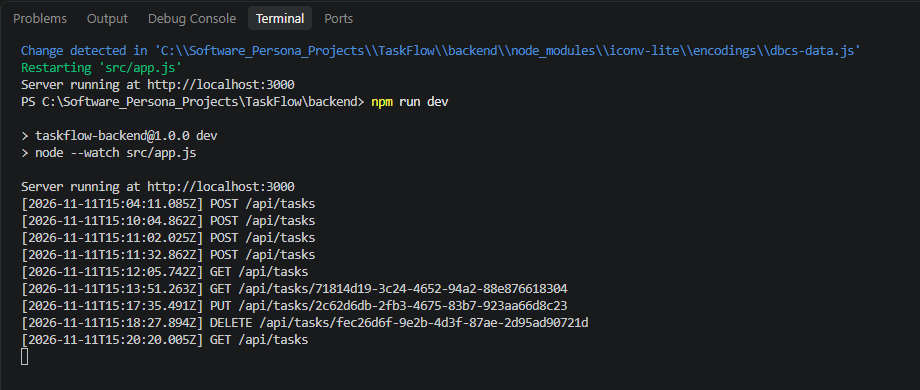 Problems Output Debug Console Terminal Ports
Change detected in 'C:\\Software_Persona_Projects\\TaskFlow\\backend\\node_modules\\iconv-lite\\encodings\\dbcs-data.js'
Restarting 'src/app.js'
Server running at http://localhost:3000
PS C:\Software_Persona_Projects\TaskFlow\backend> npm run dev
> taskflow-backend@1.0.0 dev
> node --watch src/app.js
Server running at http://localhost:3000
[2026-11-11T15:04:11.085Z] POST /api/tasks
[2026-11-11T15:10:04.862Z] POST /api/tasks
[2026-11-11T15:11:02.025Z] POST /api/tasks
[2026-11-11T15:11:32.862Z] POST /api/tasks
[2026-11-11T15:12:05.742Z] GET /api/tasks
[2026-11-11T15:13:51.263Z] GET /api/tasks/71814d19-3c24-4652-94a2-88e876618304
[2026-11-11T15:17:35.491Z] PUT /api/tasks/2c62d6db-2fb3-4675-83b7-923aa66d8c23
[2026-11-11T15:18:27.894Z] DELETE /api/tasks/fec26d6f-9e2b-4d3f-87ae-2d95ad90721d
[2026-11-11T15:20:20.005Z] GET /api/tasks